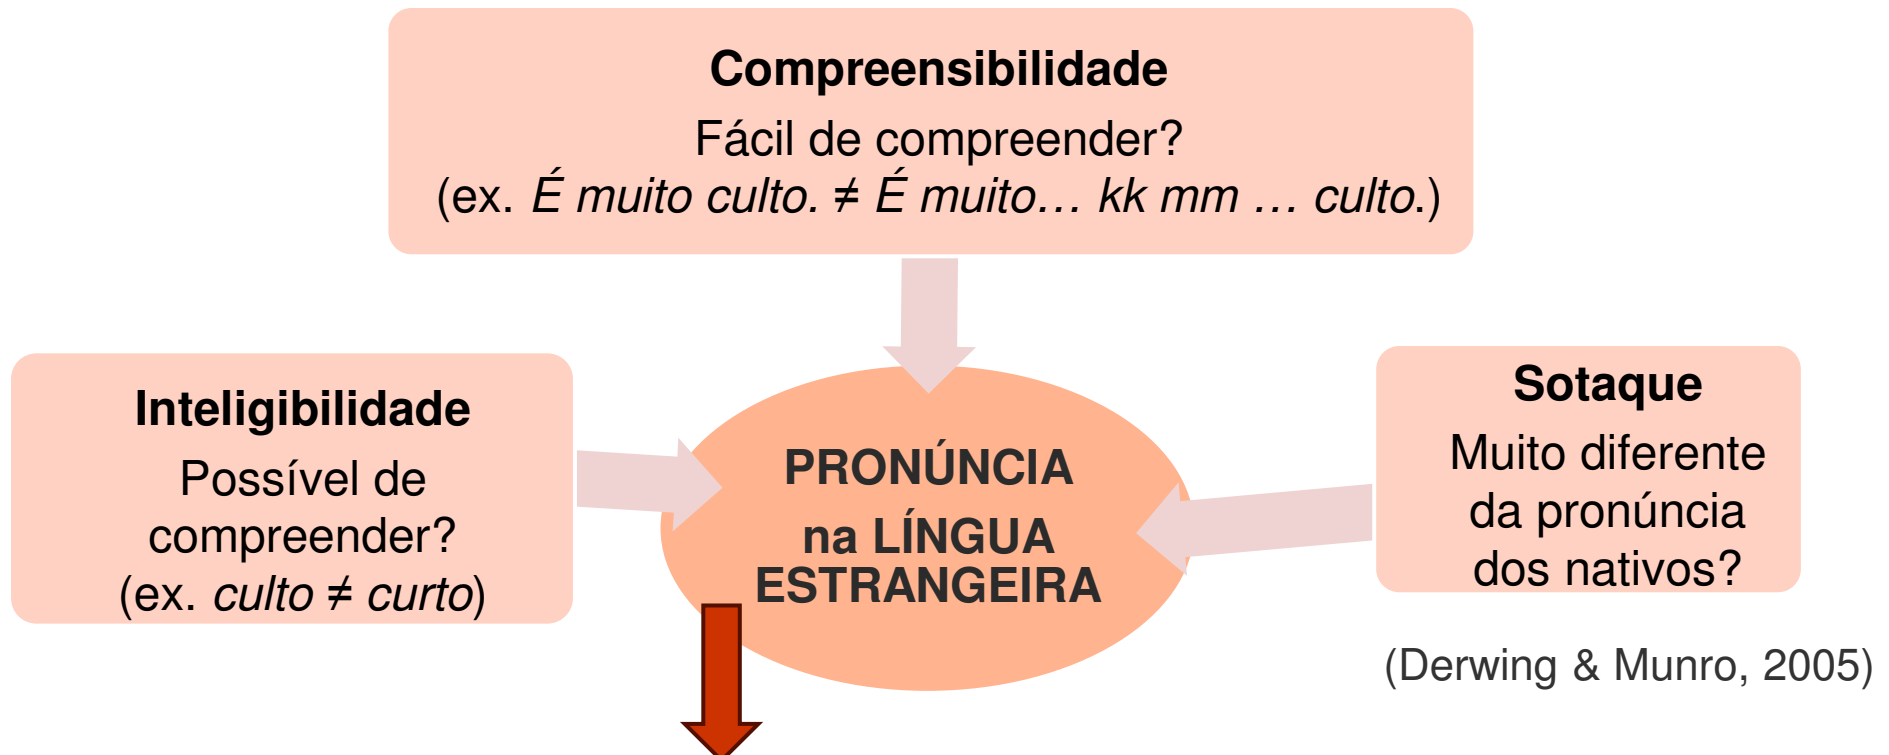 Compreensibilidade
Fácil de compreender?
(ex. É muito culto. ≠ É muito… kk mm … culto.)
Inteligibilidade
Possível de
compreender?
(ex. culto ≠ curto)
PRONÚNCIA
na LÍNGUA
ESTRANGEIRA
Sotaque
Muito diferente
da pronúncia
dos nativos?
(Derwing & Munro, 2005)